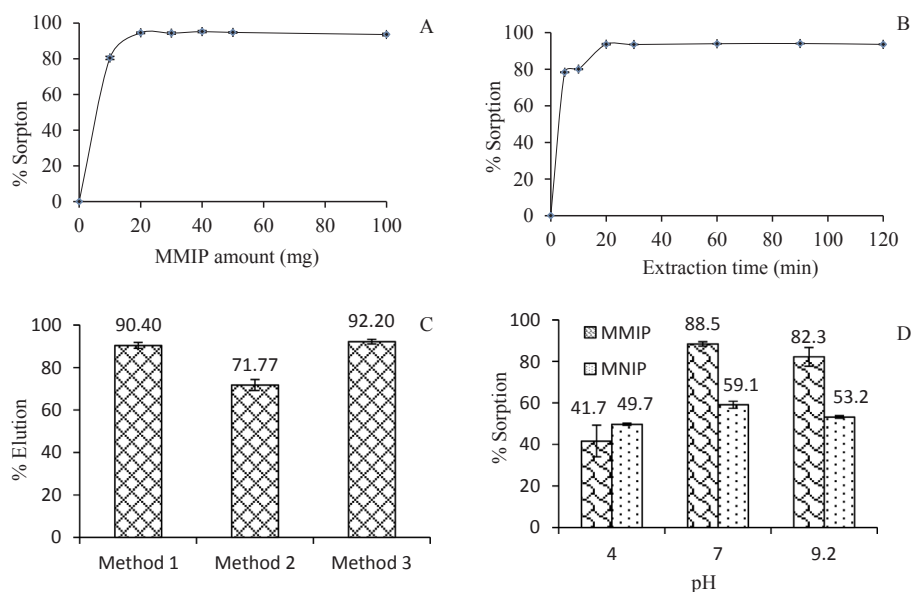 A
% Sorpton
100
80
60
40
20
0
0 20 40 60 80 100
MMIP amount (mg)
B
% Sorption
100
80
60
40
20
0
0 20 40 60 80 100 120
Extraction time (min)
C
% Elution
100
80
60
40
20
0
90.40
71.77
92.20
Method 1 Method 2 Method 3
D
% Sorption
100
80
60
40
20
0
MMIP
MNIP
41.7 49.7
88.5
59.1
82.3
53.2
4 7 9.2
pH